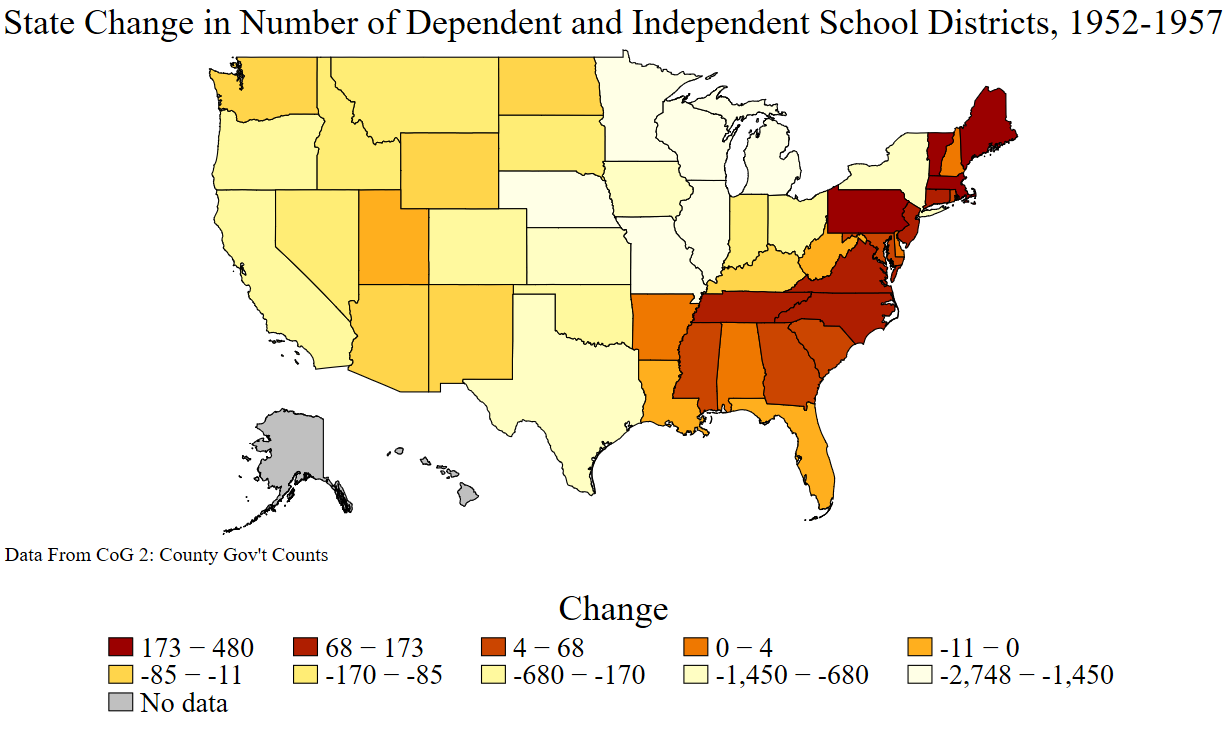 State Change in Number of Dependent and Independent School Districts, 1952-1957
Data From CoG 2: County Gov't Counts
Change
173 − 480 68 − 173 4 − 68 0 − 4 -11 − 0
-85 − -11 -170 − -85 -680 − -170 -1,450 − -680 -2,748 − -1,450
No data